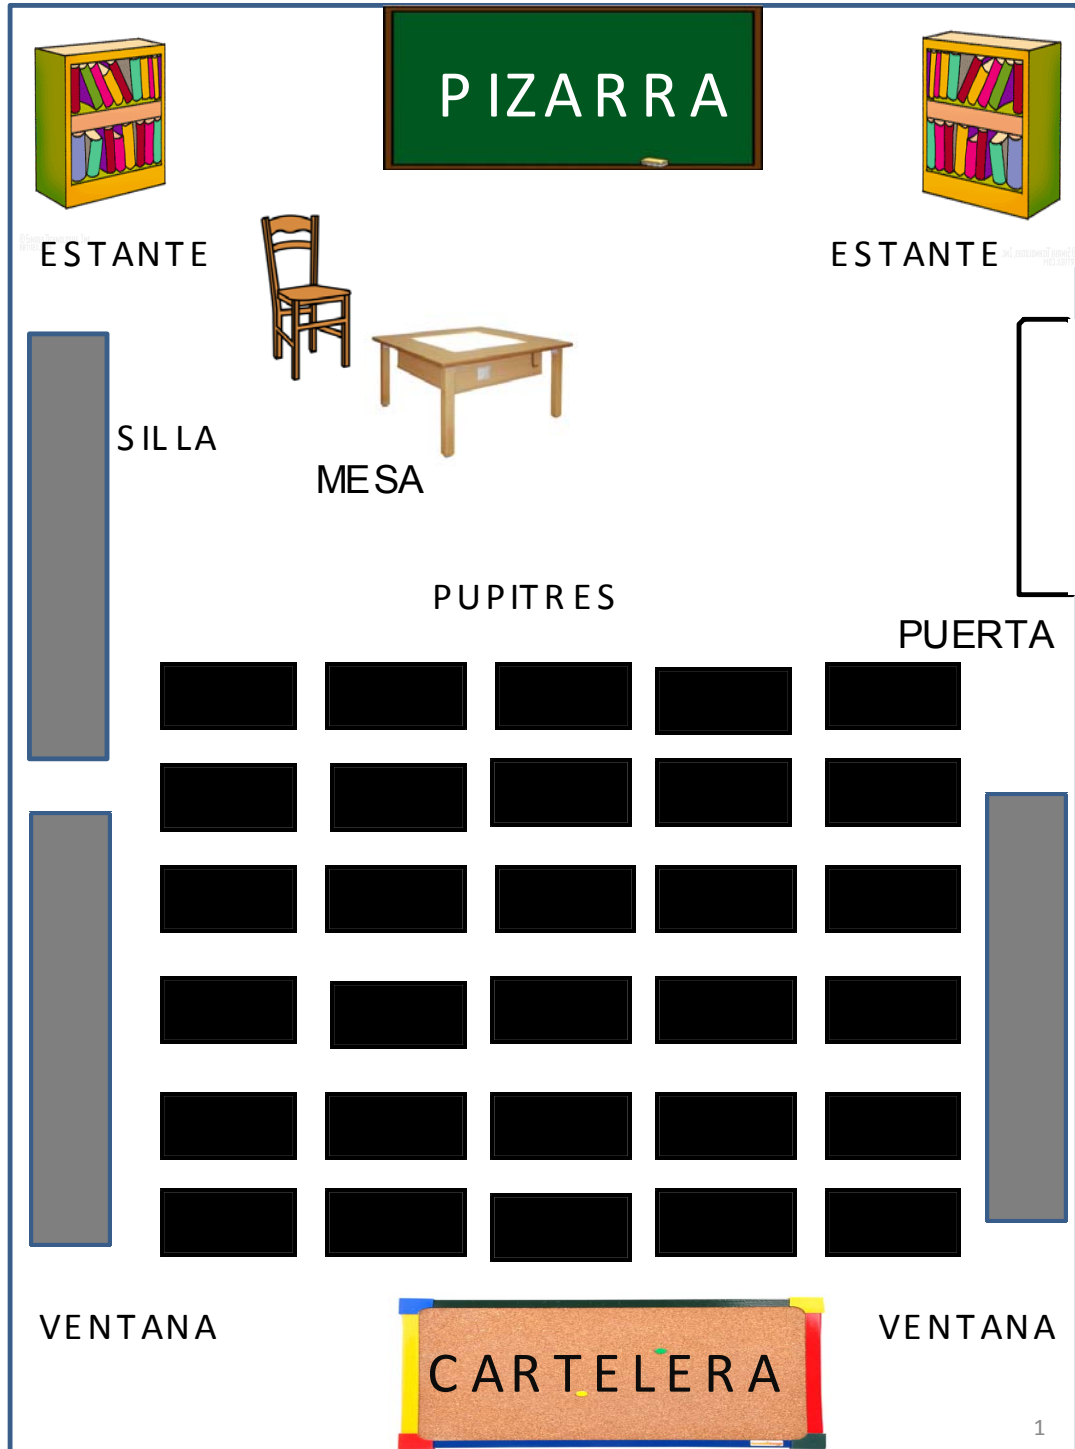 PIZARRA
ESTANTE
ESTANTE
SILLA
MESA
PUPITRES
PUERTA
VENTANA
VENTANA
CARTELERA
1